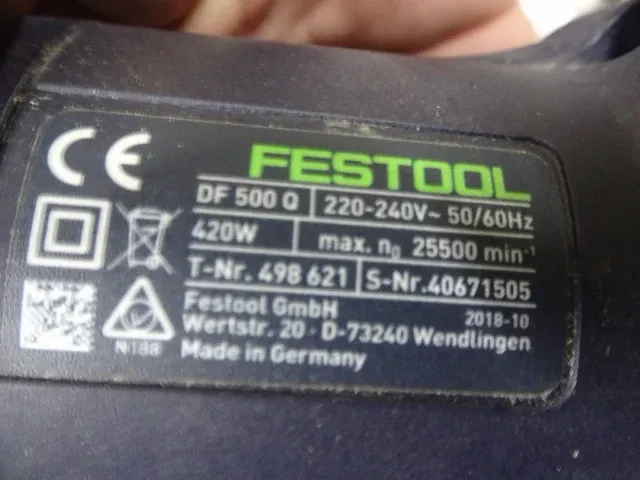 CE
FESTOOL
DF 500 Q 220-240V~ 50/60Hz
420W max. n₀ 25500 min⁻¹
T-Nr. 498 621 S-Nr.40671505
Festool GmbH 2018-10
Wertstr. 20 · D-73240 Wendlingen
Made in Germany
N188